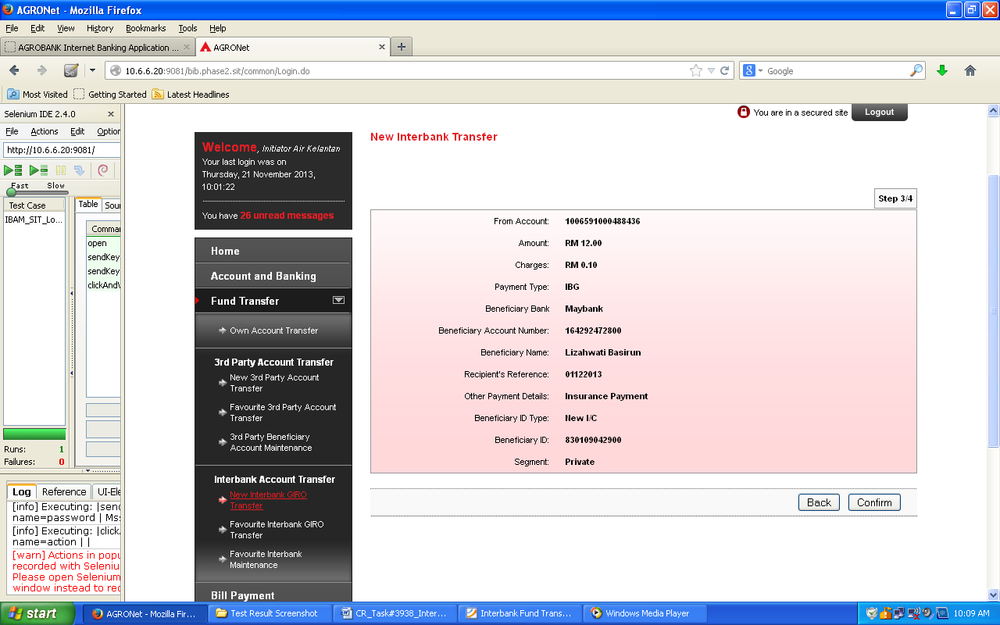 AGRONet - Mozilla Firefox
File Edit View History Bookmarks Tools Help
AGROBANK Internet Banking Application ...
AGRONet
10.6.6.20:9081/bib.phase2.sit/common/Login.do
Google
Most Visited Getting Started Latest Headlines
Selenium IDE 2.4.0
File Actions Edit Option
http://10.6.6.20:9081/
Fast Slow
Test Case
IBAM_SIT_Lo...
Table Sou
Comma
open
sendKey
sendKey
clickAndV
Runs: 1
Failures: 0
Log Reference UI-Ele
[info] Executing: |send
name=password | Mss
[info] Executing: |click
name=action | |
[warn] Actions in popu
recorded with Seleniu
Please open Selenium
window instead to rec
You are in a secured site
Logout
Welcome, Initiator Air Kelantan
Your last login was on
Thursday, 21 November 2013,
10:01:22
You have 26 unread messages
Home
Account and Banking
Fund Transfer
Own Account Transfer
3rd Party Account Transfer
New 3rd Party Account
Transfer
Favourite 3rd Party Account
Transfer
3rd Party Beneficiary
Account Maintenance
Interbank Account Transfer
New Interbank GIRO
Transfer
Favourite Interbank GIRO
Transfer
Favourite Interbank
Maintenance
Bill Payment
New Interbank Transfer
Step 3/4
From Account: 1006591000488436
Amount: RM 12.00
Charges: RM 0.10
Payment Type: IBG
Beneficiary Bank Maybank
Beneficiary Account Number: 164292472800
Beneficiary Name: Lizahwati Basirun
Recipient's Reference: 01122013
Other Payment Details: Insurance Payment
Beneficiary ID Type: New I/C
Beneficiary ID: 830109042900
Segment: Private
Back Confirm
start
AGRONet - Mozilla Fir...
Test Result Screenshot
CR_Task#3938_Inter...
Interbank Fund Trans...
Windows Media Player
10:09 AM